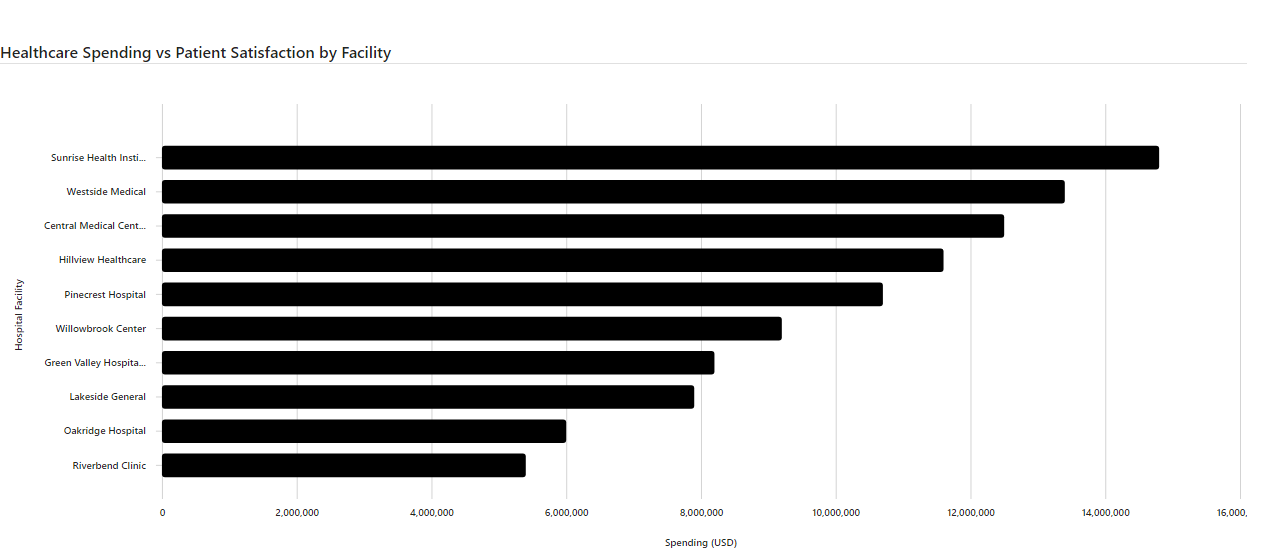 Healthcare Spending vs Patient Satisfaction by Facility
Sunrise Health Insti...
Westside Medical
Central Medical Cent...
Hillview Healthcare
Pinecrest Hospital
Willowbrook Center
Green Valley Hospita...
Lakeside General
Oakridge Hospital
Riverbend Clinic
Hospital Facility
0 2,000,000 4,000,000 6,000,000 8,000,000 10,000,000 12,000,000 14,000,000 16,000,
Spending (USD)